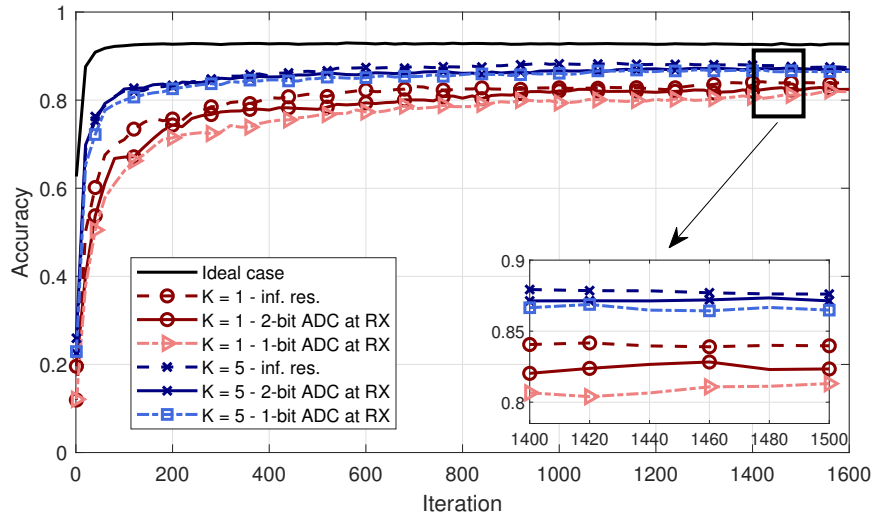 1
0.8
0.6
0.4
0.2
0
Accuracy
Ideal case
K = 1 - inf. res.
K = 1 - 2-bit ADC at RX
K = 1 - 1-bit ADC at RX
K = 5 - inf. res.
K = 5 - 2-bit ADC at RX
K = 5 - 1-bit ADC at RX
0.9
0.85
0.8
1400 1420 1440 1460 1480 1500
0 200 400 600 800 1000 1200 1400 1600
Iteration